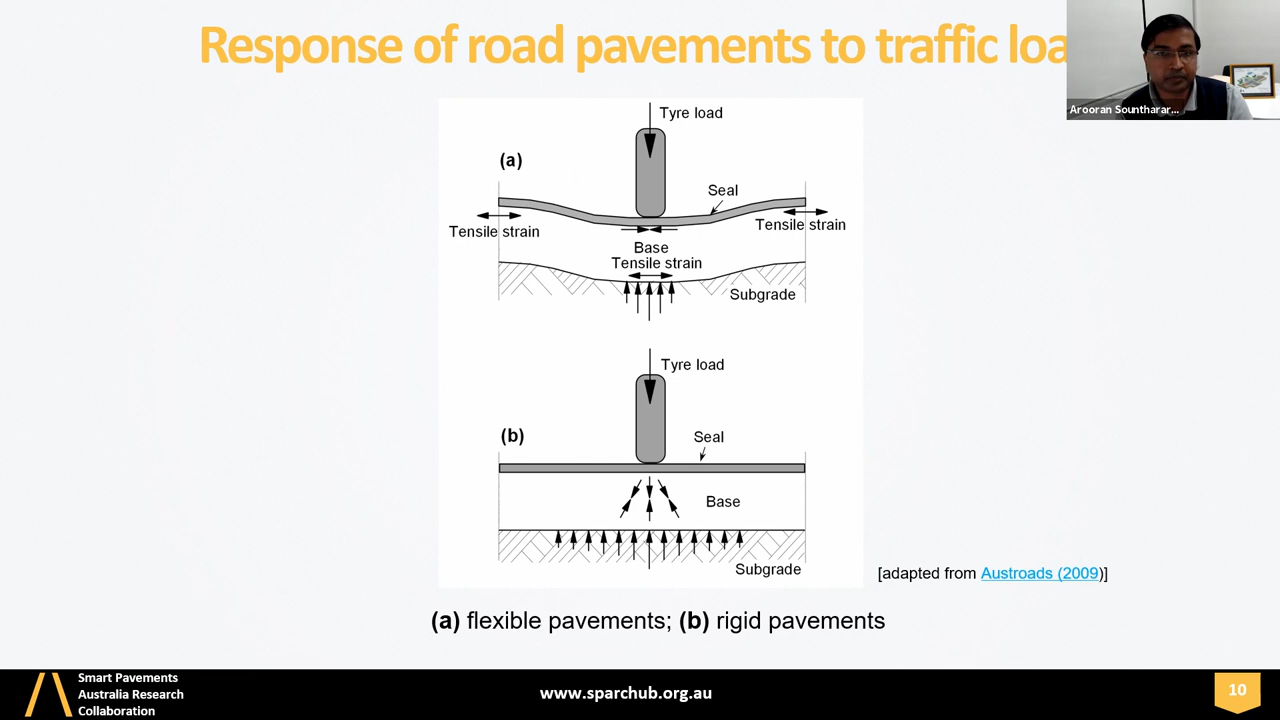 Response of road pavements to traffic loa
Arooran SounTharar...
Tyre load
(a)
Seal
Tensile strain
Tensile strain
Base
Tensile strain
Subgrade
Tyre load
(b)
Seal
Base
Subgrade
[adapted from Austroads (2009)]
(a) flexible pavements; (b) rigid pavements
Smart Pavements
Australia Research
Collaboration
www.sparchub.org.au
10